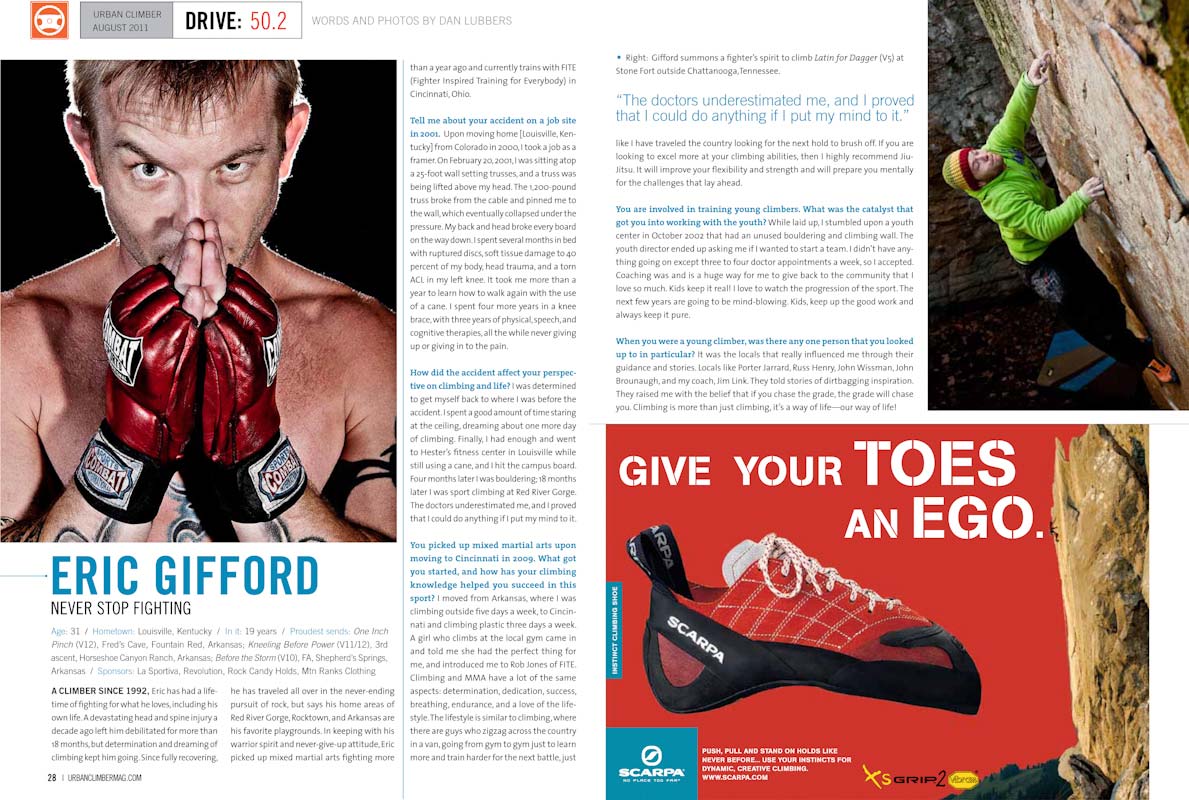 URBAN CLIMBER
AUGUST 2011
DRIVE: 50.2
WORDS AND PHOTOS BY DAN LUBBERS
COMBAT
SPORTS
COMBAT
SPORTS
COMBAT
ERIC GIFFORD
NEVER STOP FIGHTING
Age: 31 / Hometown: Louisville, Kentucky / In it: 19 years / Proudest sends: One Inch
Pinch (V12), Fred's Cave, Fountain Red, Arkansas; Kneeling Before Power (V11/12), 3rd
ascent, Horseshoe Canyon Ranch, Arkansas; Before the Storm (V10), FA, Shepherd's Springs,
Arkansas / Sponsors: La Sportiva, Revolution, Rock Candy Holds, Mtn Ranks Clothing
A CLIMBER SINCE 1992, Eric has had a life-
time of fighting for what he loves, including his
own life. A devastating head and spine injury a
decade ago left him debilitated for more than
18 months, but determination and dreaming of
climbing kept him going. Since fully recovering,
he has traveled all over in the never-ending
pursuit of rock, but says his home areas of
Red River Gorge, Rocktown, and Arkansas are
his favorite playgrounds. In keeping with his
warrior spirit and never-give-up attitude, Eric
picked up mixed martial arts fighting more
28 | URBANCLIMBERMAG.COM
than a year ago and currently trains with FITE
(Fighter Inspired Training for Everybody) in
Cincinnati, Ohio.
Tell me about your accident on a job site
in 2001. Upon moving home [Louisville, Ken-
tucky] from Colorado in 2000, I took a job as a
framer. On February 20, 2001, I was sitting atop
a 25-foot wall setting trusses, and a truss was
being lifted above my head. The 1,200-pound
truss broke from the cable and pinned me to
the wall, which eventually collapsed under the
pressure. My back and head broke every board
on the way down. I spent several months in bed
with ruptured discs, soft tissue damage to 40
percent of my body, head trauma, and a torn
ACL in my left knee. It took me more than a
year to learn how to walk again with the use
of a cane. I spent four more years in a knee
brace, with three years of physical, speech, and
cognitive therapies, all the while never giving
up or giving in to the pain.
How did the accident affect your perspec-
tive on climbing and life? I was determined
to get myself back to where I was before the
accident. I spent a good amount of time staring
at the ceiling, dreaming about one more day
of climbing. Finally, I had enough and went
to Hester's fitness center in Louisville while
still using a cane, and I hit the campus board.
Four months later I was bouldering; 18 months
later I was sport climbing at Red River Gorge.
The doctors underestimated me, and I proved
that I could do anything if I put my mind to it.
You picked up mixed martial arts upon
moving to Cincinnati in 2009. What got
you started, and how has your climbing
knowledge helped you succeed in this
sport? I moved from Arkansas, where I was
climbing outside five days a week, to Cincin-
nati and climbing plastic three days a week.
A girl who climbs at the local gym came in
and told me she had the perfect thing for
me, and introduced me to Rob Jones of FITE.
Climbing and MMA have a lot of the same
aspects: determination, dedication, success,
breathing, endurance, and a love of the life-
style. The lifestyle is similar to climbing, where
there are guys who zigzag across the country
in a van, going from gym to gym just to learn
more and train harder for the next battle, just
• Right: Gifford summons a fighter's spirit to climb Latin for Dagger (V5) at
Stone Fort outside Chattanooga, Tennessee.
“The doctors underestimated me, and I proved
that I could do anything if I put my mind to it.”
like I have traveled the country looking for the next hold to brush off. If you are
looking to excel more at your climbing abilities, then I highly recommend Jiu-
Jitsu. It will improve your flexibility and strength and will prepare you mentally
for the challenges that lay ahead.
You are involved in training young climbers. What was the catalyst that
got you into working with the youth? While laid up, I stumbled upon a youth
center in October 2002 that had an unused bouldering and climbing wall. The
youth director ended up asking me if I wanted to start a team. I didn't have any-
thing going on except three to four doctor appointments a week, so I accepted.
Coaching was and is a huge way for me to give back to the community that I
love so much. Kids keep it real! I love to watch the progression of the sport. The
next few years are going to be mind-blowing. Kids, keep up the good work and
always keep it pure.
When you were a young climber, was there any one person that you looked
up to in particular? It was the locals that really influenced me through their
guidance and stories. Locals like Porter Jarrard, Russ Henry, John Wissman, John
Brounaugh, and my coach, Jim Link. They told stories of dirtbagging inspiration.
They raised me with the belief that if you chase the grade, the grade will chase
you. Climbing is more than just climbing, it's a way of life—our way of life!
GIVE YOUR TOES
AN EGO.
INSTINCT CLIMBING SHOE
SCARPA
SCARPA
NO PLACE TOO FAR
PUSH, PULL AND STAND ON HOLDS LIKE
NEVER BEFORE... USE YOUR INSTINCTS FOR
DYNAMIC, CREATIVE CLIMBING.
WWW.SCARPA.COM
XS GRIP2
vibram